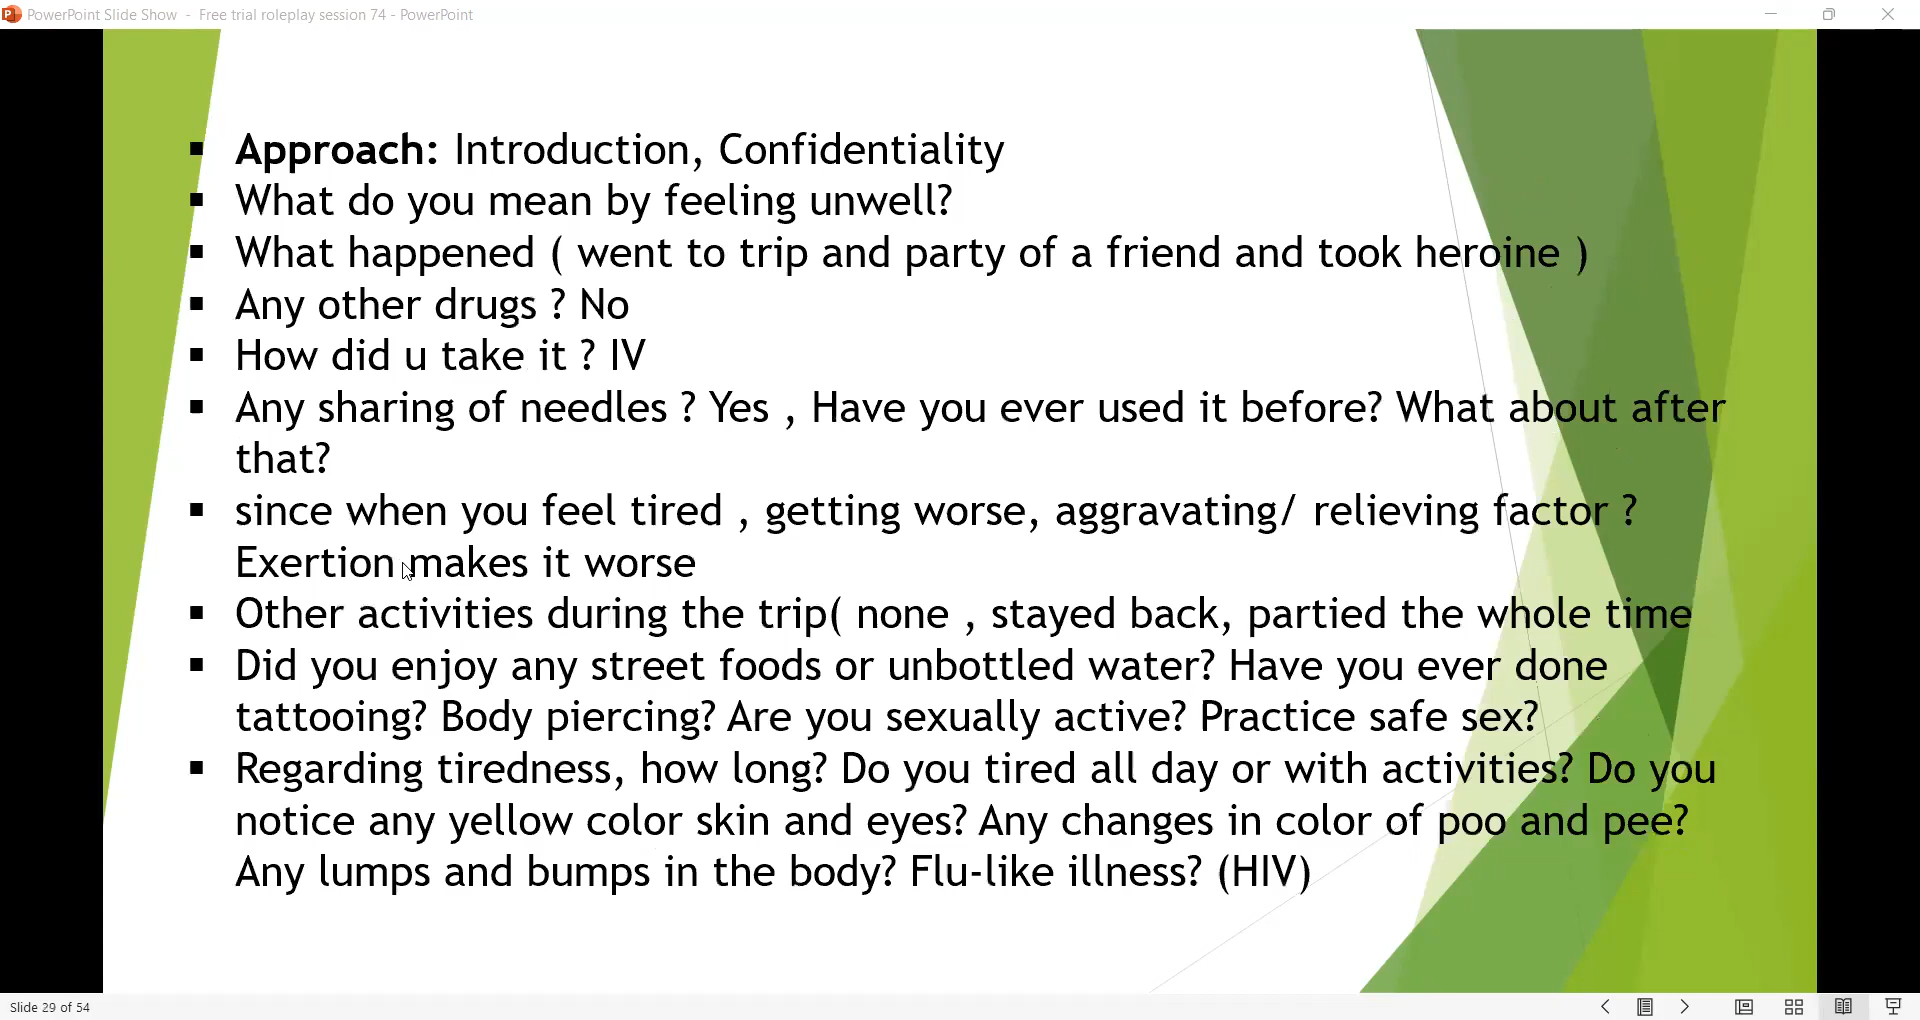 PowerPoint Slide Show - Free trial roleplay session 74 - PowerPoint
▪ Approach: Introduction, Confidentiality
▪ What do you mean by feeling unwell?
▪ What happened ( went to trip and party of a friend and took heroine )
▪ Any other drugs ? No
▪ How did u take it ? IV
▪ Any sharing of needles ? Yes , Have you ever used it before? What about after
that?
▪ since when you feel tired , getting worse, aggravating/ relieving factor ?
Exertion makes it worse
▪ Other activities during the trip( none , stayed back, partied the whole time
▪ Did you enjoy any street foods or unbottled water? Have you ever done
tattooing? Body piercing? Are you sexually active? Practice safe sex?
▪ Regarding tiredness, how long? Do you tired all day or with activities? Do you
notice any yellow color skin and eyes? Any changes in color of poo and pee?
Any lumps and bumps in the body? Flu-like illness? (HIV)
Slide 29 of 54